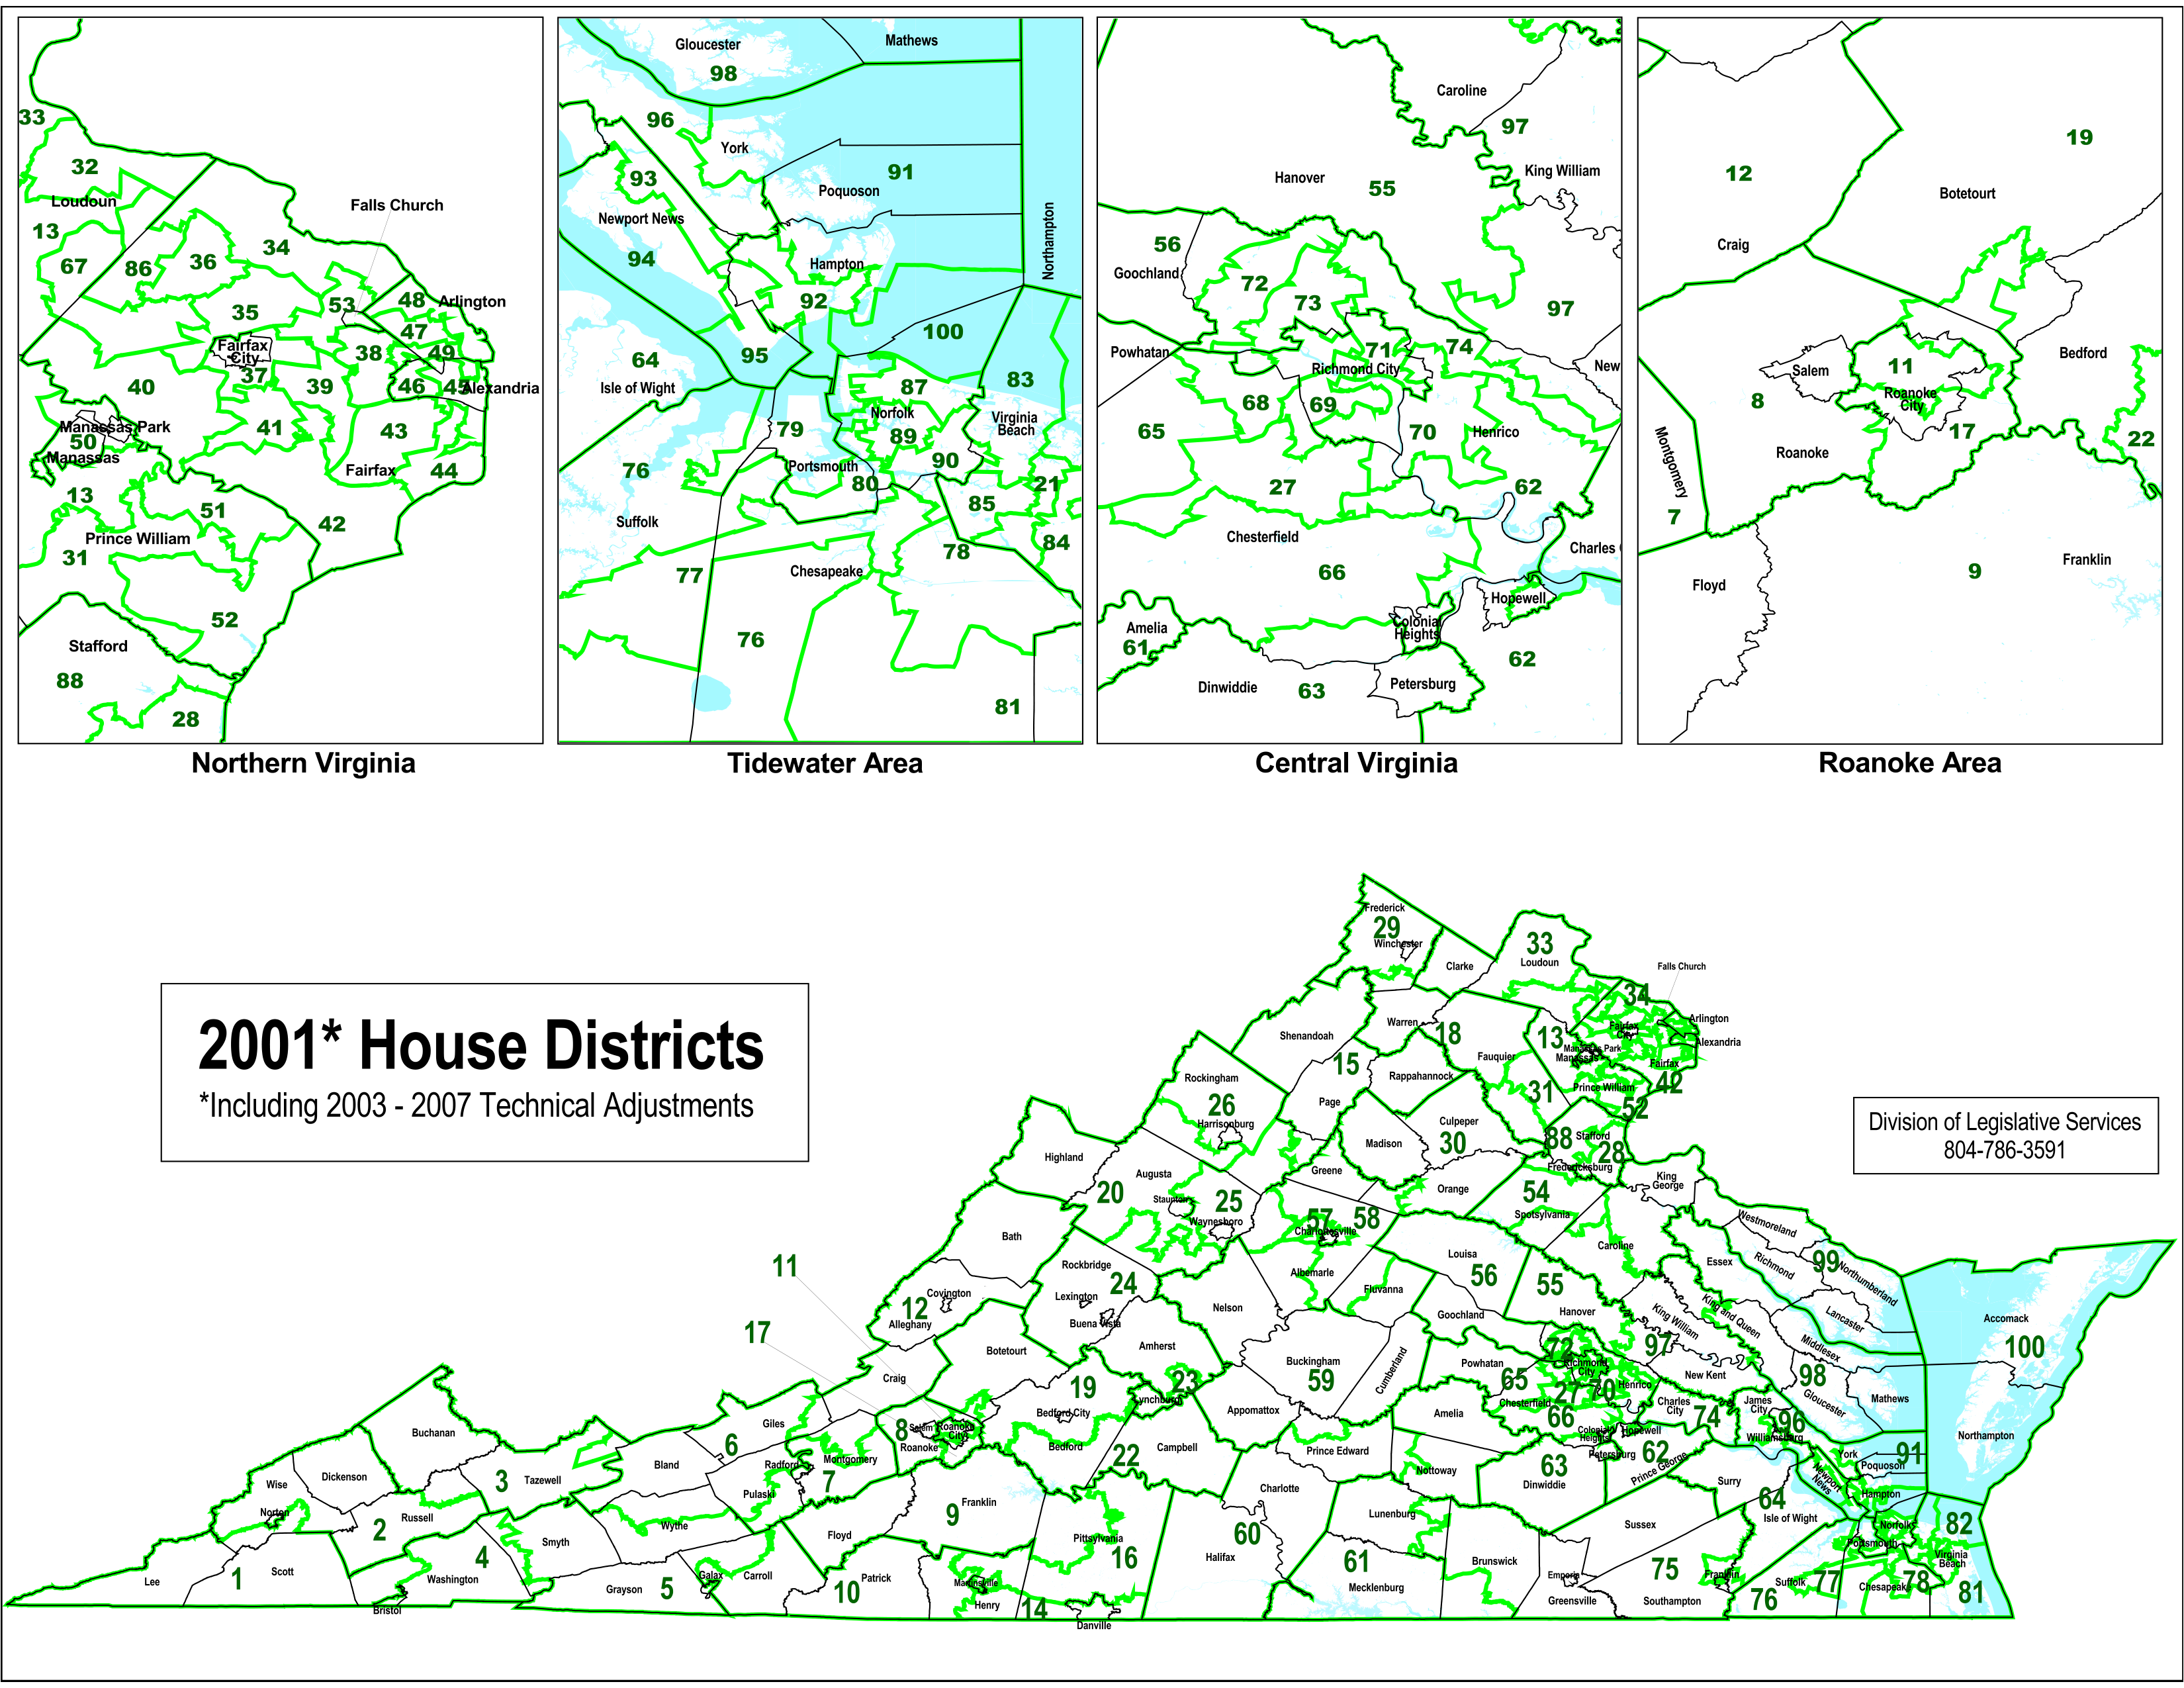 33
32
Loudoun
13
67
86
36
34
Falls Church
35
53
48
Arlington
47
Fairfax
City
38
49
37
40
39
46
45
Alexandria
Manassas Park
50
Manassas
41
43
Fairfax
44
13
51
42
Prince William
31
52
Stafford
88
28
Northern Virginia
Gloucester
98
Mathews
96
York
93
91
Poquoson
Newport News
94
Hampton
92
Northampton
100
95
64
Isle of Wight
87
83
Norfolk
Virginia
Beach
79
89
76
Portsmouth
90
80
21
85
Suffolk
84
78
77
Chesapeake
76
81
Tidewater Area
Caroline
97
Hanover
55
King William
56
Goochland
72
73
97
Powhatan
71
74
Richmond City
New
68
69
65
70
Henrico
27
62
Chesterfield
Charles
66
Hopewell
Colonial
Heights
Amelia
61
62
Dinwiddie
63
Petersburg
Central Virginia
19
12
Botetourt
Craig
Bedford
11
Salem
8
Roanoke
City
17
22
Roanoke
Montgomery
7
9
Franklin
Floyd
Roanoke Area
2001* House Districts
*Including 2003 - 2007 Technical Adjustments
Division of Legislative Services
804-786-3591
Frederick
29
Winchester
Clarke
33
Loudoun
Falls Church
34
Arlington
Fairfax
City
Alexandria
Shenandoah
Warren
18
13
Manassas Park
Manassas
Fairfax
42
15
Fauquier
Rappahannock
31
Prince William
52
Rockingham
26
Harrisonburg
Page
Culpeper
30
Madison
88
Stafford
28
Fredericksburg
Highland
Augusta
20
Staunton
25
Waynesboro
Greene
Orange
54
Spotsylvania
King
George
57
58
Charlottesville
Westmoreland
Bath
Caroline
Essex
Richmond
99
Northumberland
11
Rockbridge
24
Albemarle
Louisa
56
55
Fluvanna
Lexington
Buena Vista
Nelson
Goochland
Hanover
King William
King and Queen
Lancaster
Accomack
100
12
Covington
Alleghany
17
Botetourt
Amherst
Buckingham
59
Cumberland
Middlesex
97
72
Richmond
City
Powhatan
65
27
70
Henrico
New Kent
98
Gloucester
Mathews
Craig
19
23
Lynchburg
Bedford City
Appomattox
Amelia
Chesterfield
66
Charles
City
74
James
City
96
Williamsburg
Northampton
Giles
6
8
Salem
Roanoke
City
Roanoke
Bedford
22
Campbell
Prince Edward
Colonial
Heights
Hopewell
Petersburg
62
Prince George
York
91
Poquoson
Newport
News
Buchanan
Bland
Radford
Montgomery
7
Nottoway
63
Dinwiddie
Surry
64
Isle of Wight
Hampton
Wise
Dickenson
3
Tazewell
Pulaski
9
Franklin
Charlotte
Lunenburg
Sussex
Norfolk
82
Norton
2
Russell
Wythe
Floyd
Pittsylvania
16
60
Halifax
Portsmouth
Virginia
Beach
Smyth
4
Washington
61
Mecklenburg
Brunswick
75
Emporia
Franklin
Lee
1
Scott
Grayson
5
Galax
Carroll
10
Patrick
Martinsville
Henry
14
Danville
Greensville
Southampton
76
Suffolk
77
Chesapeake
78
81
Bristol